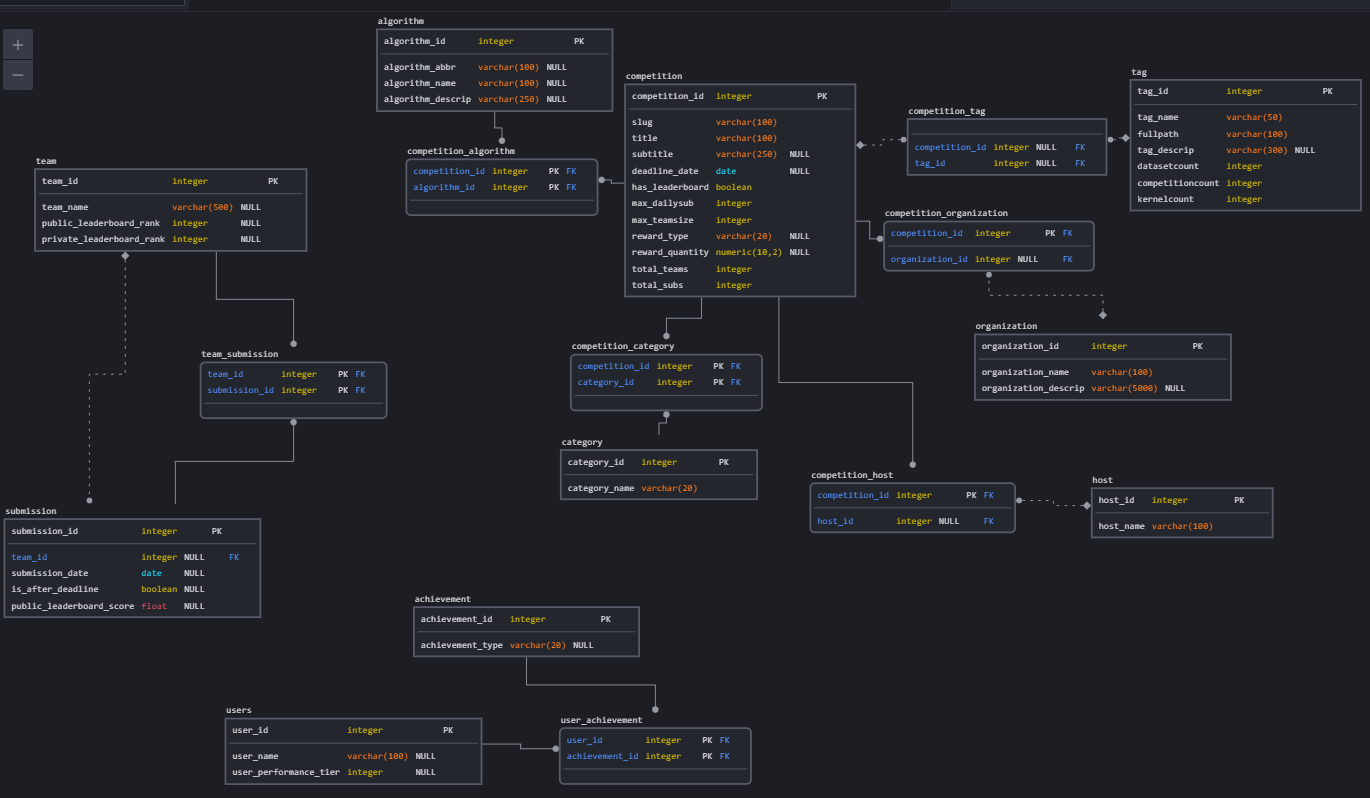 algorithm
algorithm_id integer PK
algorithm_abbr varchar(100) NULL
algorithm_name varchar(100) NULL
algorithm_descrip varchar(250) NULL
competition
competition_id integer PK
slug varchar(100)
title varchar(100)
subtitle varchar(250) NULL
deadline_date date NULL
has_leaderboard boolean
max_dailysub integer
max_teamsize integer
reward_type varchar(20) NULL
reward_quantity numeric(10,2) NULL
total_teams integer
total_subs integer
tag
tag_id integer PK
tag_name varchar(50)
fullpath varchar(100)
tag_descrip varchar(300) NULL
datasetcount integer
competitioncount integer
kernelcount integer
competition_tag
competition_id integer NULL FK
tag_id integer NULL FK
competition_algorithm
competition_id integer PK FK
algorithm_id integer PK FK
team
team_id integer PK
team_name varchar(500) NULL
public_leaderboard_rank integer NULL
private_leaderboard_rank integer NULL
competition_organization
competition_id integer PK FK
organization_id integer NULL FK
organization
organization_id integer PK
organization_name varchar(100)
organization_descrip varchar(5000) NULL
team_submission
team_id integer PK FK
submission_id integer PK FK
competition_category
competition_id integer PK FK
category_id integer PK FK
category
category_id integer PK
category_name varchar(20)
competition_host
competition_id integer PK FK
host_id integer NULL FK
host
host_id integer PK
host_name varchar(100)
submission
submission_id integer PK
team_id integer NULL FK
submission_date date NULL
is_after_deadline boolean NULL
public_leaderboard_score float NULL
achievement
achievement_id integer PK
achievement_type varchar(20) NULL
users
user_id integer PK
user_name varchar(100) NULL
user_performance_tier integer NULL
user_achievement
user_id integer PK FK
achievement_id integer PK FK